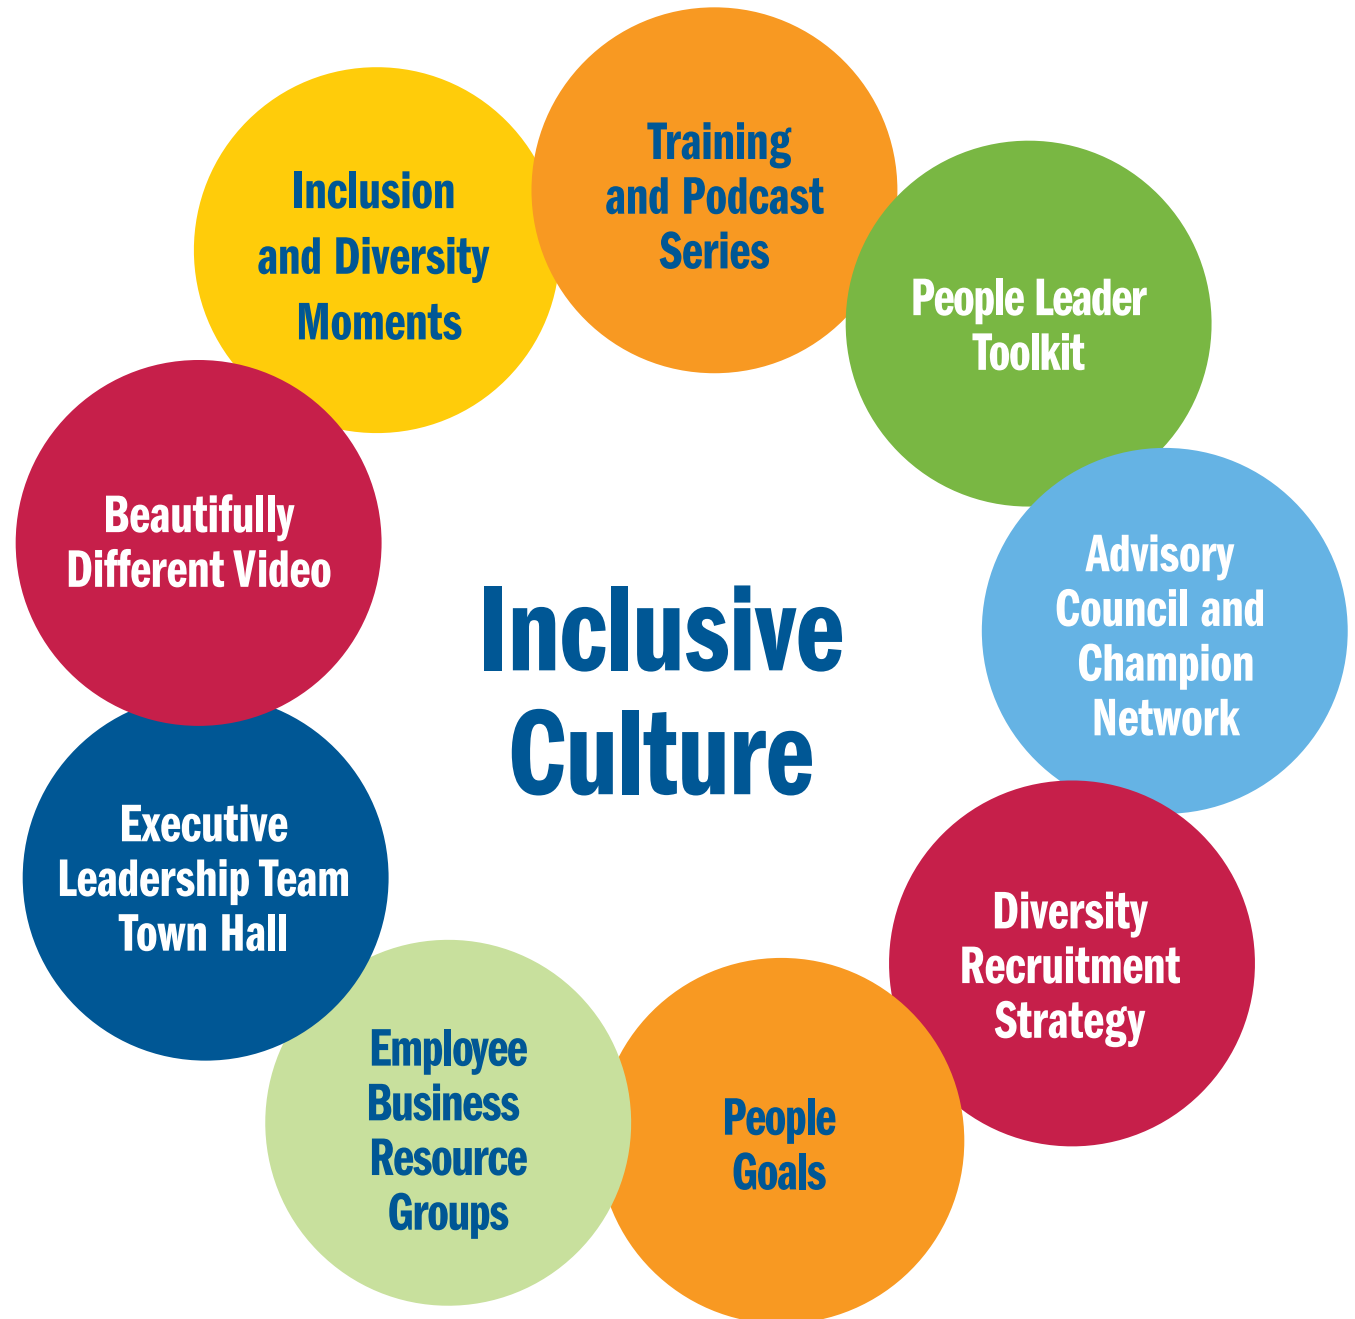 Training
and Podcast
Series
People Leader
Toolkit
Advisory
Council and
Champion
Network
Diversity
Recruitment
Strategy
People
Goals
Employee
Business
Resource
Groups
Executive
Leadership Team
Town Hall
Beautifully
Different Video
Inclusion
and Diversity
Moments
Inclusive
Culture